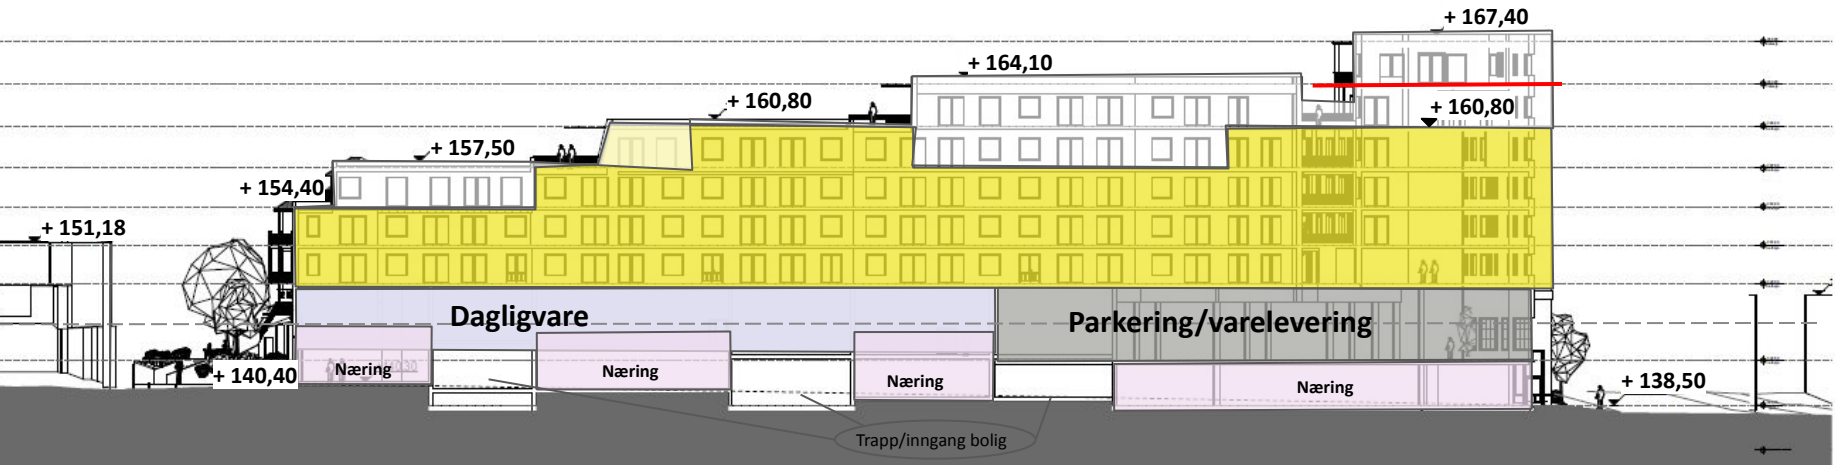 + 167,40
+ 164,10
+ 160,80
+ 160,80
+ 157,50
+ 154,40
+ 151,18
Dagligvare
Parkering/varelevering
Næring
Næring
Næring
Næring
+ 140,40
+ 138,50
Trapp/inngang bolig